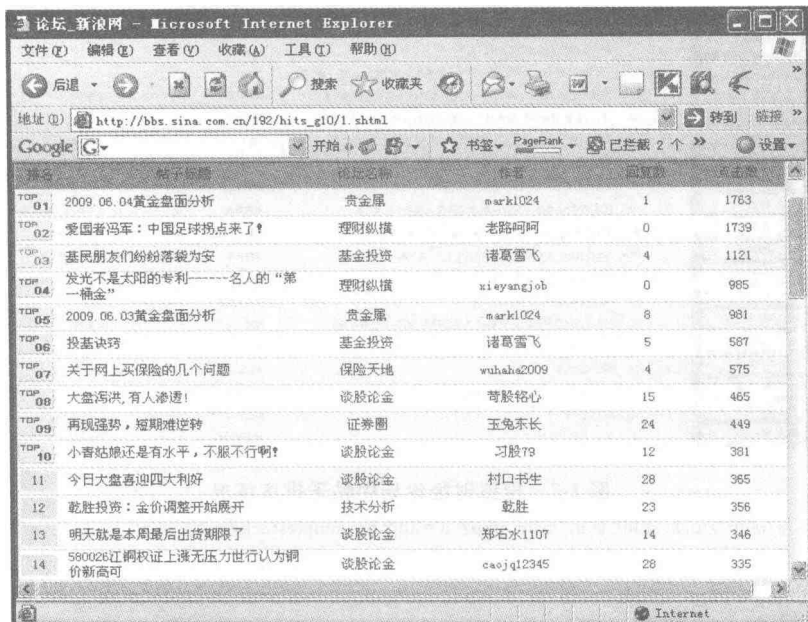 论坛_新浪网 - Microsoft Internet Explorer
文件(F) 编辑(E) 查看(V) 收藏(A) 工具(T) 帮助(H)
后退 搜索 收藏夹 »
地址(D) http://bbs.sina.com.cn/192/hits_g10/1.shtml 转到 链接 »
Google G 开始 书签 PageRank 已拦截 2 个 » 设置
排名 帖子标题 论坛名称 作者 回复数 点击数
TOP 01 2009.06.04黄金盘面分析 贵金属 mark1024 1 1763
TOP 02 爱国者冯军：中国足球拐点来了！ 理财纵横 老路呵呵 0 1739
TOP 03 基民朋友们纷纷落袋为安 基金投资 诸葛雪飞 4 1121
TOP 04 发光不是太阳的专利------名人的“第 理财纵横 xieyangjob 0 985
一桶金”
TOP 05 2009.06.03黄金盘面分析 贵金属 mark1024 8 981
TOP 06 投基诀窍 基金投资 诸葛雪飞 5 587
TOP 07 关于网上买保险的几个问题 保险天地 wuhaha2009 4 575
TOP 08 大盘泻洪,有人渗透! 谈股论金 苛股铭心 15 465
TOP 09 再现强势，短期难逆转 证券圈 玉兔东长 24 449
TOP 10 小青姑娘还是有水平，不服不行啊！ 谈股论金 习股79 12 381
11 今日大盘喜迎四大利好 谈股论金 村口书生 28 365
12 乾胜投资：金价调整开始展开 技术分析 乾胜 23 356
13 明天就是本周最后出货期限了 谈股论金 郑石水1107 14 346
14 580026江铜权证上涨无压力世行认为铜 谈股论金 caojq12345 28 335
价新高可
Internet